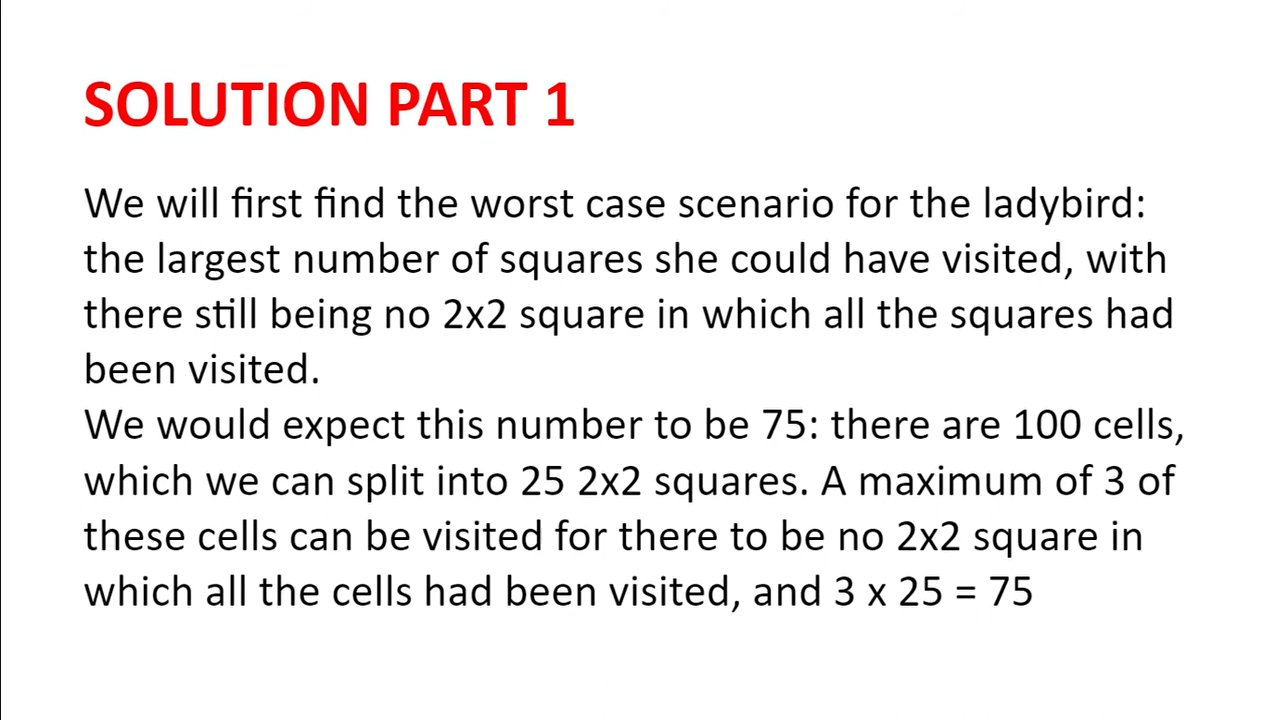 SOLUTION PART 1
We will first find the worst case scenario for the ladybird:
the largest number of squares she could have visited, with
there still being no 2x2 square in which all the squares had
been visited.
We would expect this number to be 75: there are 100 cells,
which we can split into 25 2x2 squares. A maximum of 3 of
these cells can be visited for there to be no 2x2 square in
which all the cells had been visited, and 3 x 25 = 75